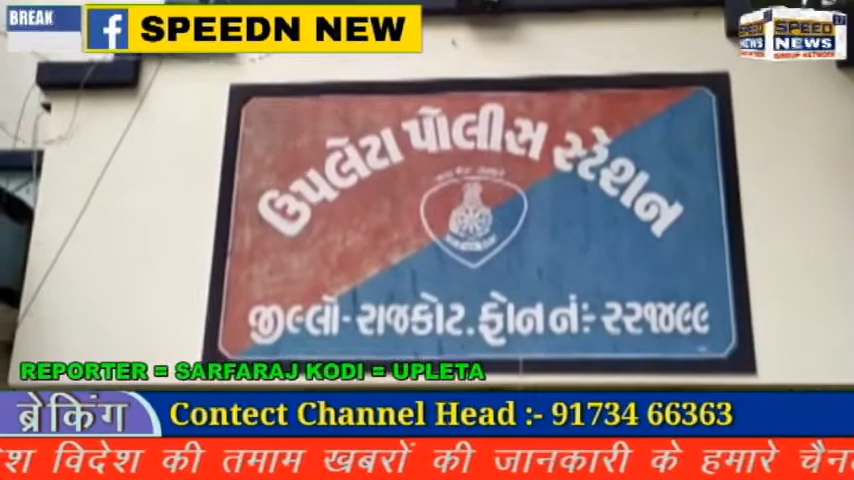 BREAK
f SPEEDN NEW
SPEED NEWS
ઉપલેટા પોલીસ સ્ટેશન
જીલ્લો-રાજકોટ. ફોન નં:- ૨૨૧૪૯૯
REPORTER = SARFARAJ KODI = UPLETA
ब्रेकिंग
Contect Channel Head :- 91734 66363
विदेश की तमाम खबरों की जानकारी के हमारे